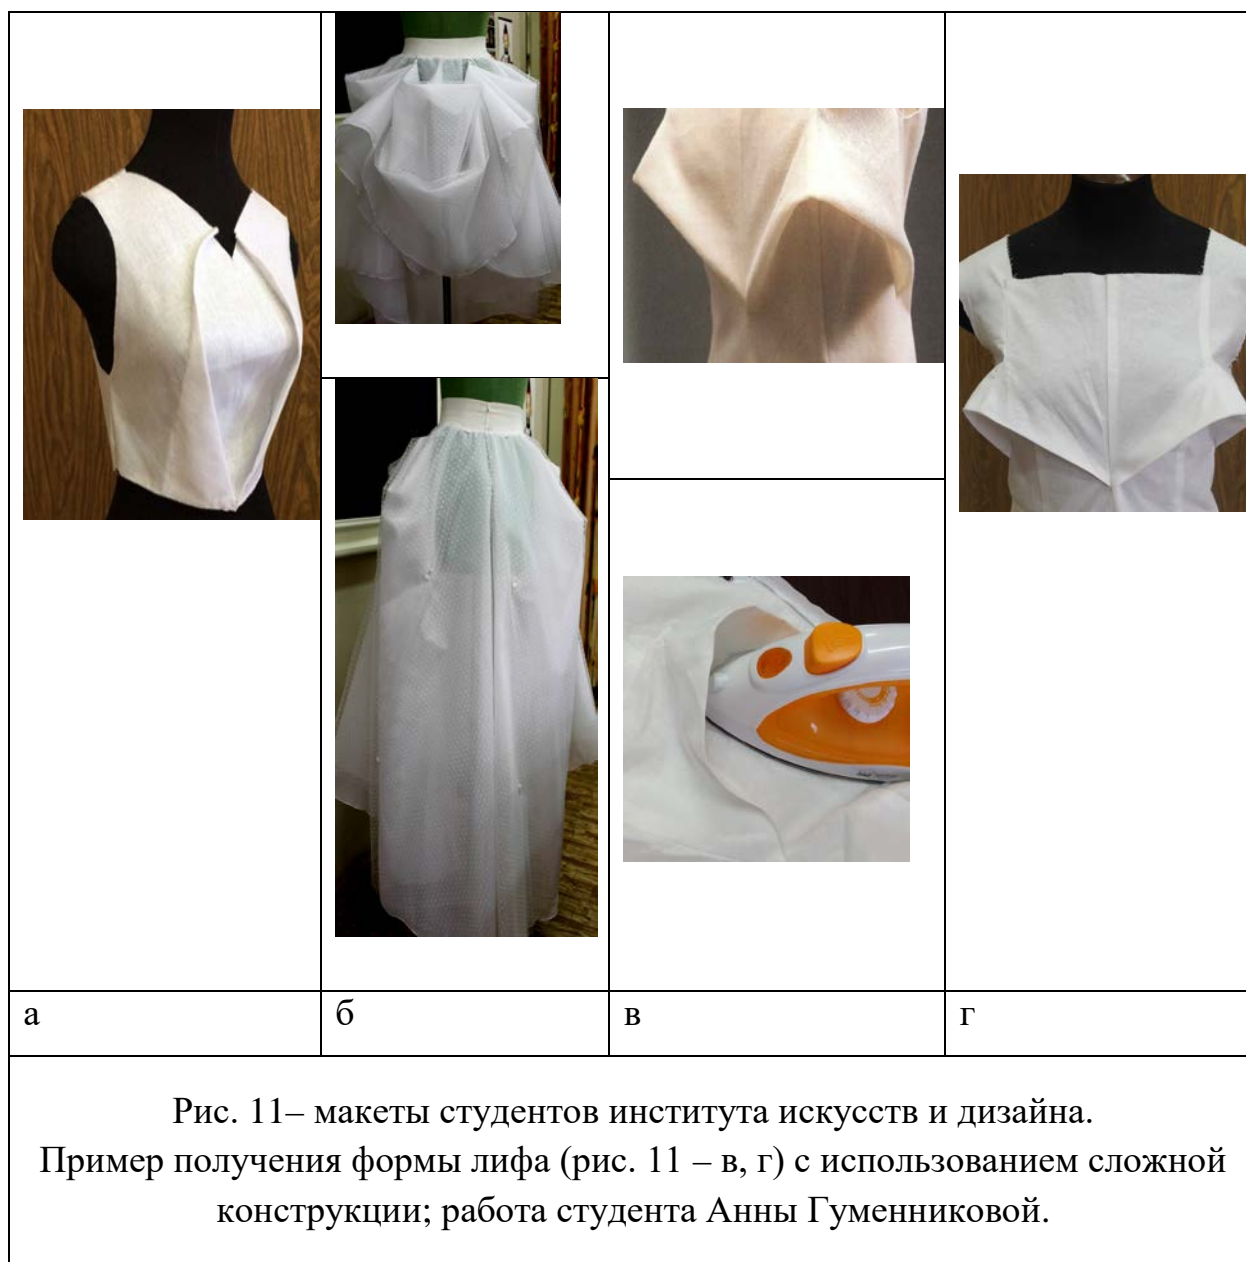 а
б
в
г
Рис. 11– макеты студентов института искусств и дизайна.
Пример получения формы лифа (рис. 11 – в, г) с использованием сложной
конструкции; работа студента Анны Гуменниковой.